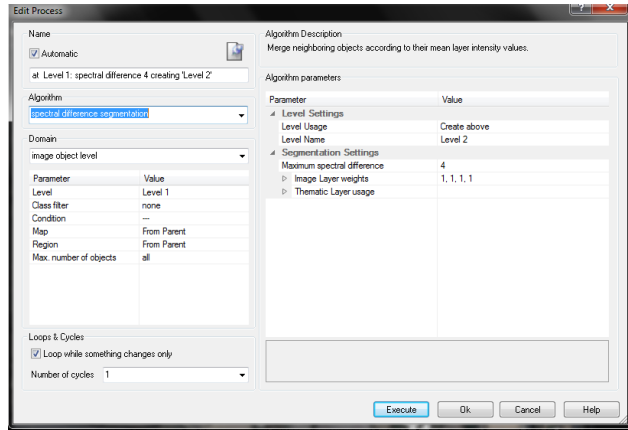 Edit Process
?
X
Name
Automatic
at Level 1: spectral difference 4 creating 'Level 2'
Algorithm
spectral difference segmentation
Domain
image object level
Parameter Value
Level Level 1
Class filter none
Condition ---
Map From Parent
Region From Parent
Max. number of objects all
Loops & Cycles
Loop while something changes only
Number of cycles 1
Algorithm Description
Merge neighboring objects according to their mean layer intensity values.
Algorithm parameters
Parameter Value
Level Settings
Level Usage Create above
Level Name Level 2
Segmentation Settings
Maximum spectral difference 4
Image Layer weights 1, 1, 1, 1
Thematic Layer usage
Execute Ok Cancel Help